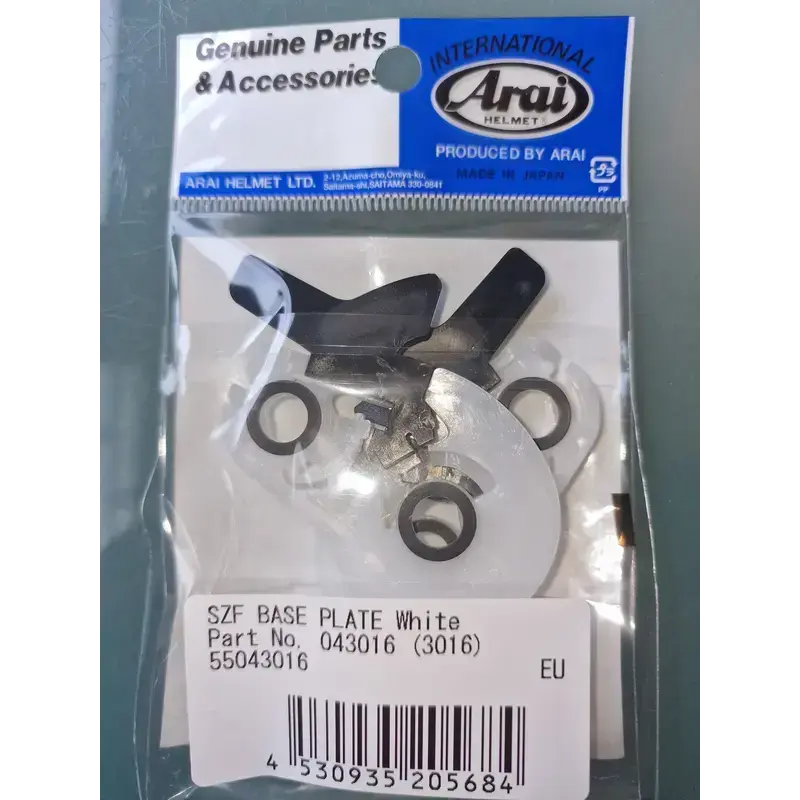 Genuine Parts
& Accessories
INTERNATIONAL
Arai
HELMET
PRODUCED BY ARAI
MADE IN JAPAN
PP
ARAI HELMET LTD.
2-12,Azuma-cho,Omiya-ku,
Saitama-shi,SAITAMA 330-0841
SZF BASE PLATE White
Part No. 043016 (3016)
55043016
EU
4 530935 205684